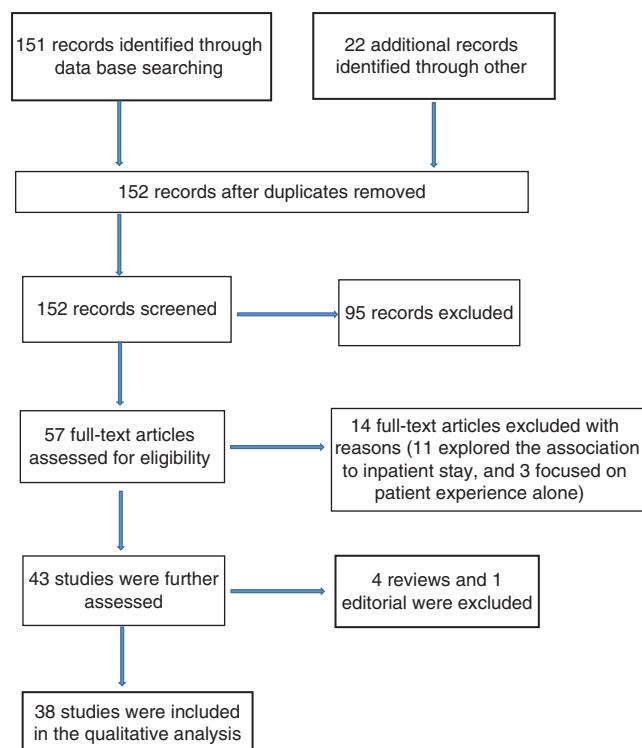 151 records identified through
data base searching
22 additional records
identified through other
152 records after duplicates removed
152 records screened
95 records excluded
57 full-text articles
assessed for eligibility
14 full-text articles excluded with
reasons (11 explored the association
to inpatient stay, and 3 focused on
patient experience alone)
43 studies were further
assessed
4 reviews and 1
editorial were excluded
38 studies were included
in the qualitative analysis